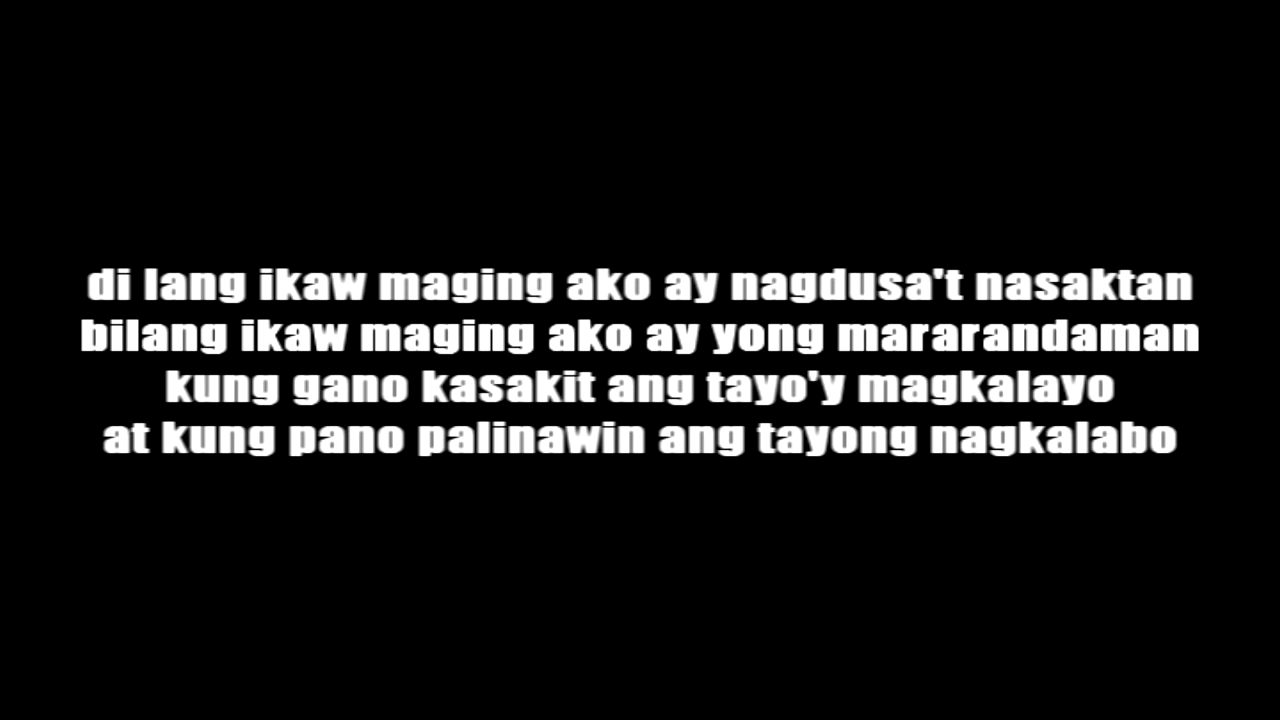 di lang ikaw maging ako ay nagdusa't nasaktan
bilang ikaw maging ako ay yong mararandaman
kung gano kasakit ang tayo'y magkalayo
at kung pano palinawin ang tayong nagkalabo